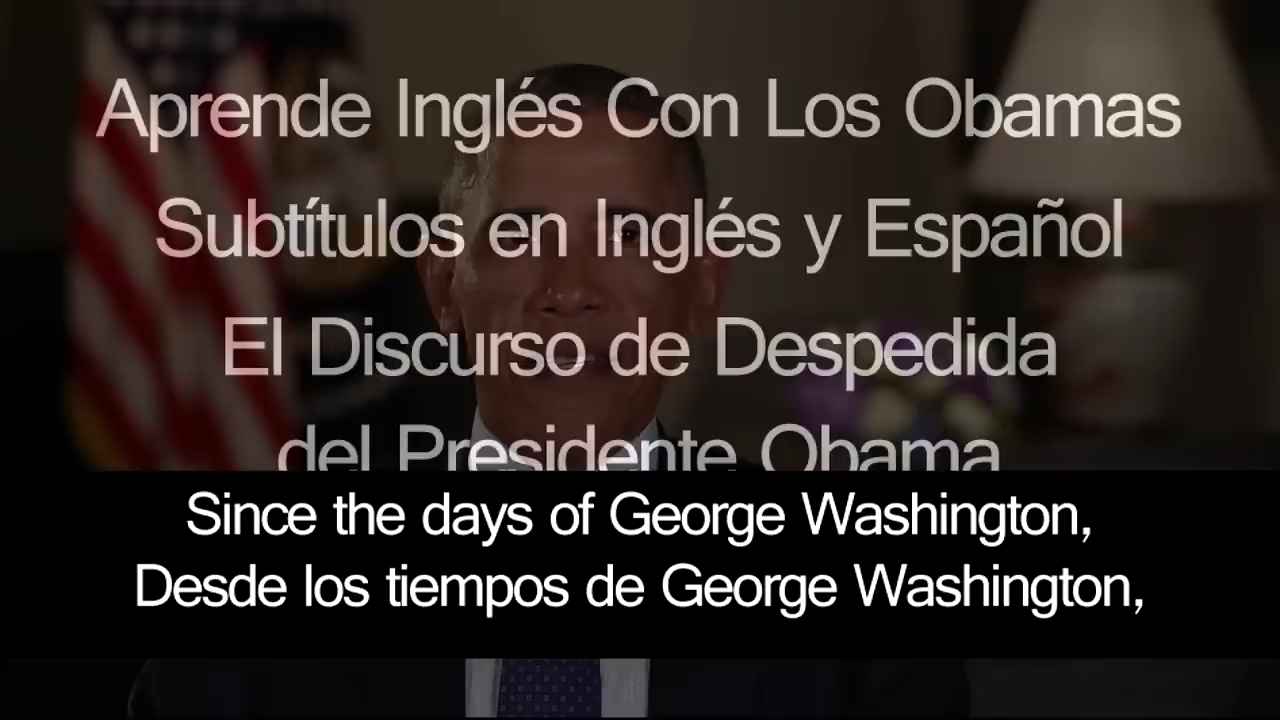 Aprende Inglés Con Los Obamas
Subtítulos en Inglés y Español
El Discurso de Despedida
del Presidente Obama
Since the days of George Washington,
Desde los tiempos de George Washington,